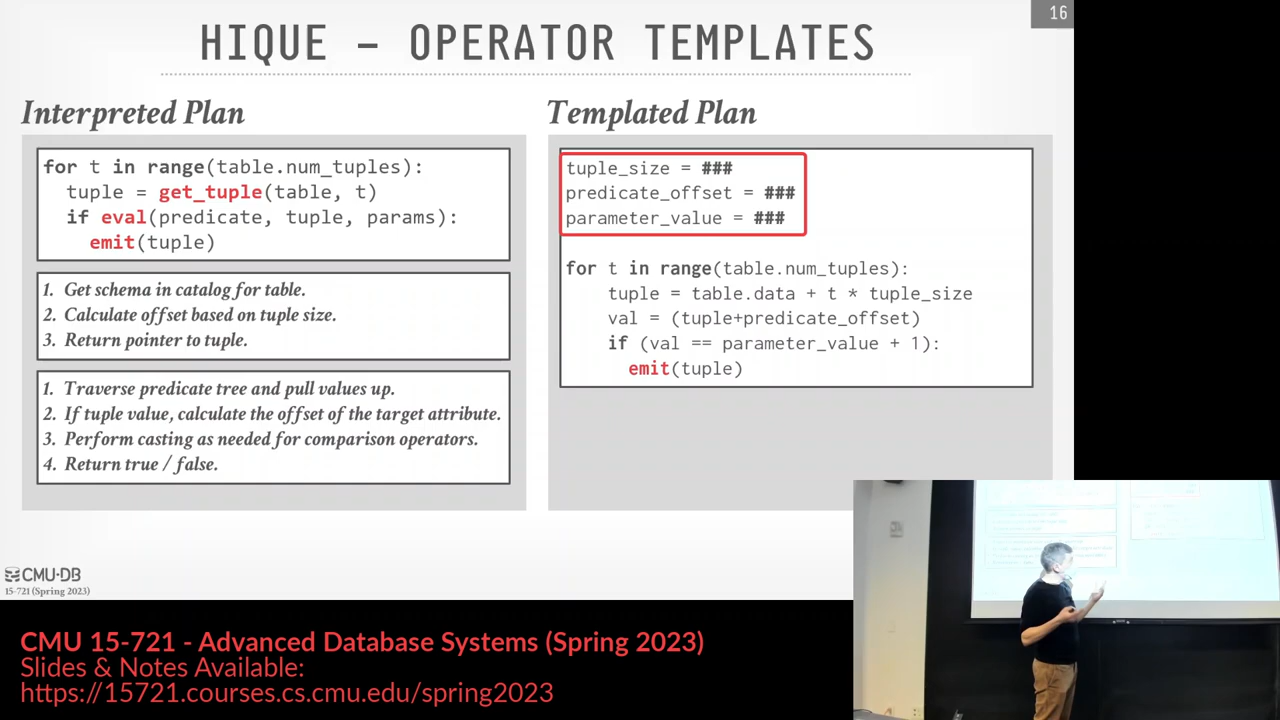 16
HIQUE – OPERATOR TEMPLATES
Interpreted Plan
for t in range(table.num_tuples):
tuple = get_tuple(table, t)
if eval(predicate, tuple, params):
emit(tuple)
1. Get schema in catalog for table.
2. Calculate offset based on tuple size.
3. Return pointer to tuple.
1. Traverse predicate tree and pull values up.
2. If tuple value, calculate the offset of the target attribute.
3. Perform casting as needed for comparison operators.
4. Return true / false.
Templated Plan
tuple_size = ###
predicate_offset = ###
parameter_value = ###
for t in range(table.num_tuples):
tuple = table.data + t * tuple_size
val = (tuple+predicate_offset)
if (val == parameter_value + 1):
emit(tuple)
CMU·DB
15-721 (Spring 2023)
CMU 15-721 - Advanced Database Systems (Spring 2023)
Slides & Notes Available:
https://15721.courses.cs.cmu.edu/spring2023